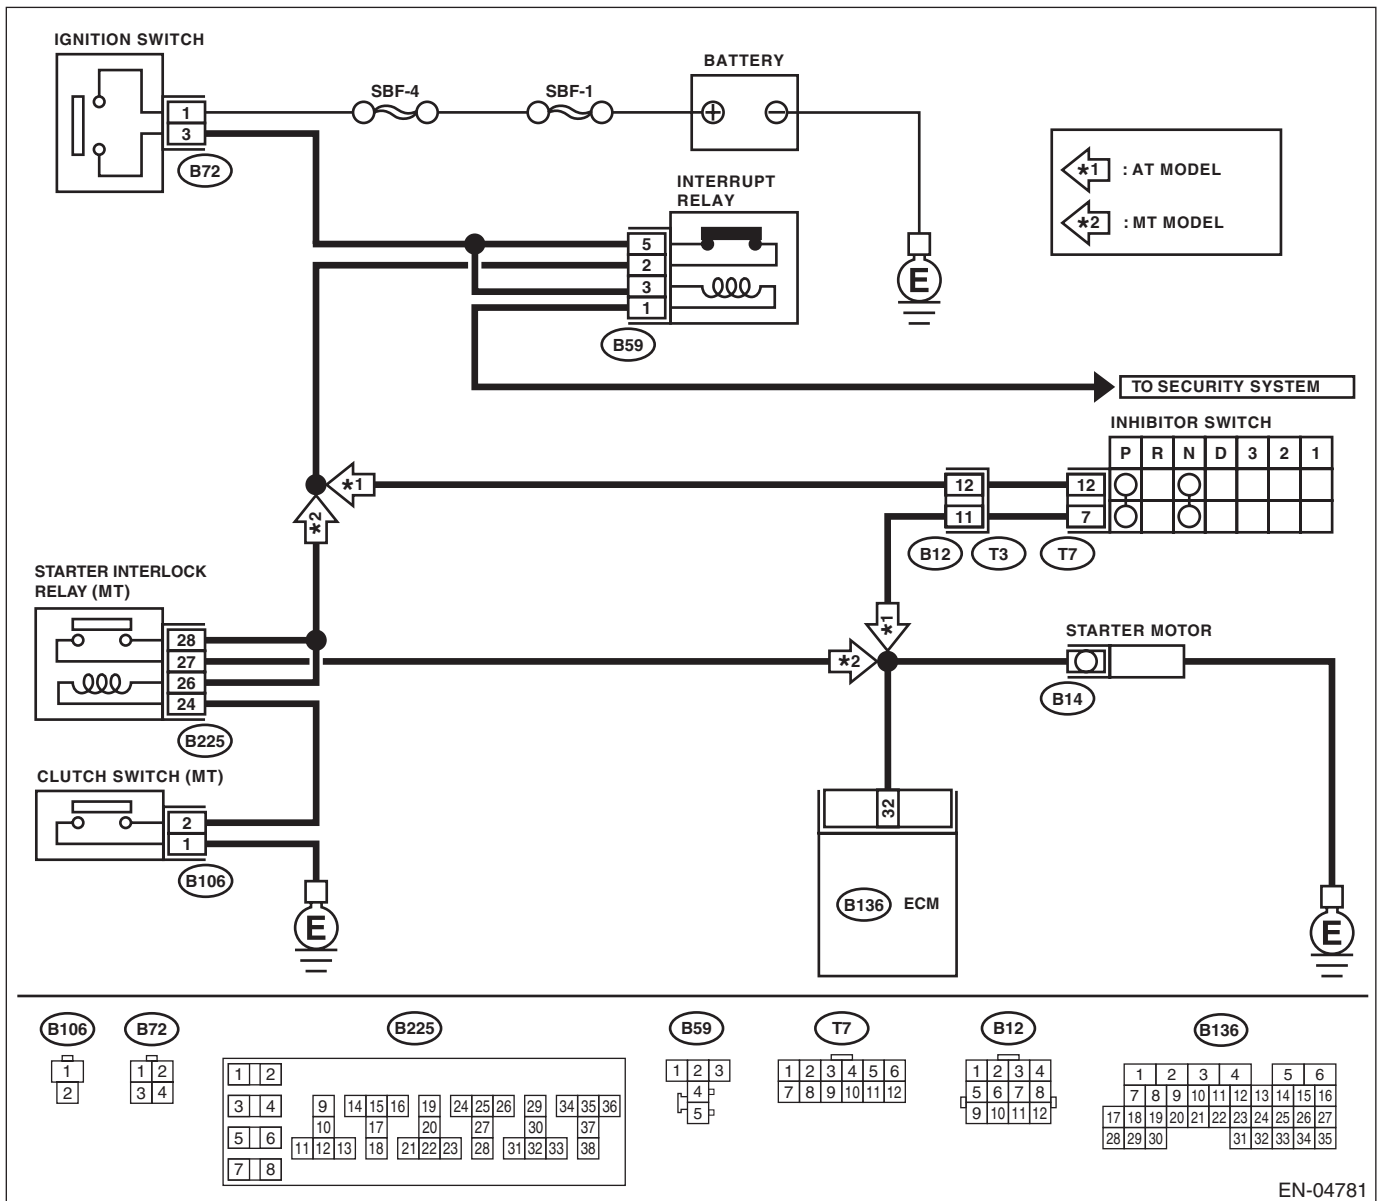 IGNITION SWITCH
BATTERY
SBF-4
SBF-1
1
3
B72
*1 : AT MODEL
*2 : MT MODEL
INTERRUPT
RELAY
5
2
3
1
B59
E
TO SECURITY SYSTEM
INHIBITOR SWITCH
P R N D 3 2 1
*1
12
12
11
7
B12
T3
T7
*2
STARTER INTERLOCK
RELAY (MT)
28
27
26
24
B225
*1
*2
STARTER MOTOR
B14
CLUTCH SWITCH (MT)
2
1
B106
E
32
B136 ECM
E
B106
1
2
B72
1 2
3 4
B225
1 2
3 4 9 14 15 16 19 24 25 26 29 34 35 36
10 17 20 27 30 37
5 6 11 12 13 18 21 22 23 28 31 32 33 38
7 8
B59
1 2 3
4
5
T7
1 2 3 4 5 6
7 8 9 10 11 12
B12
1 2 3 4
5 6 7 8
9 10 11 12
B136
1 2 3 4 5 6
7 8 9 10 11 12 13 14 15 16
17 18 19 20 21 22 23 24 25 26 27
28 29 30 31 32 33 34 35
EN-04781